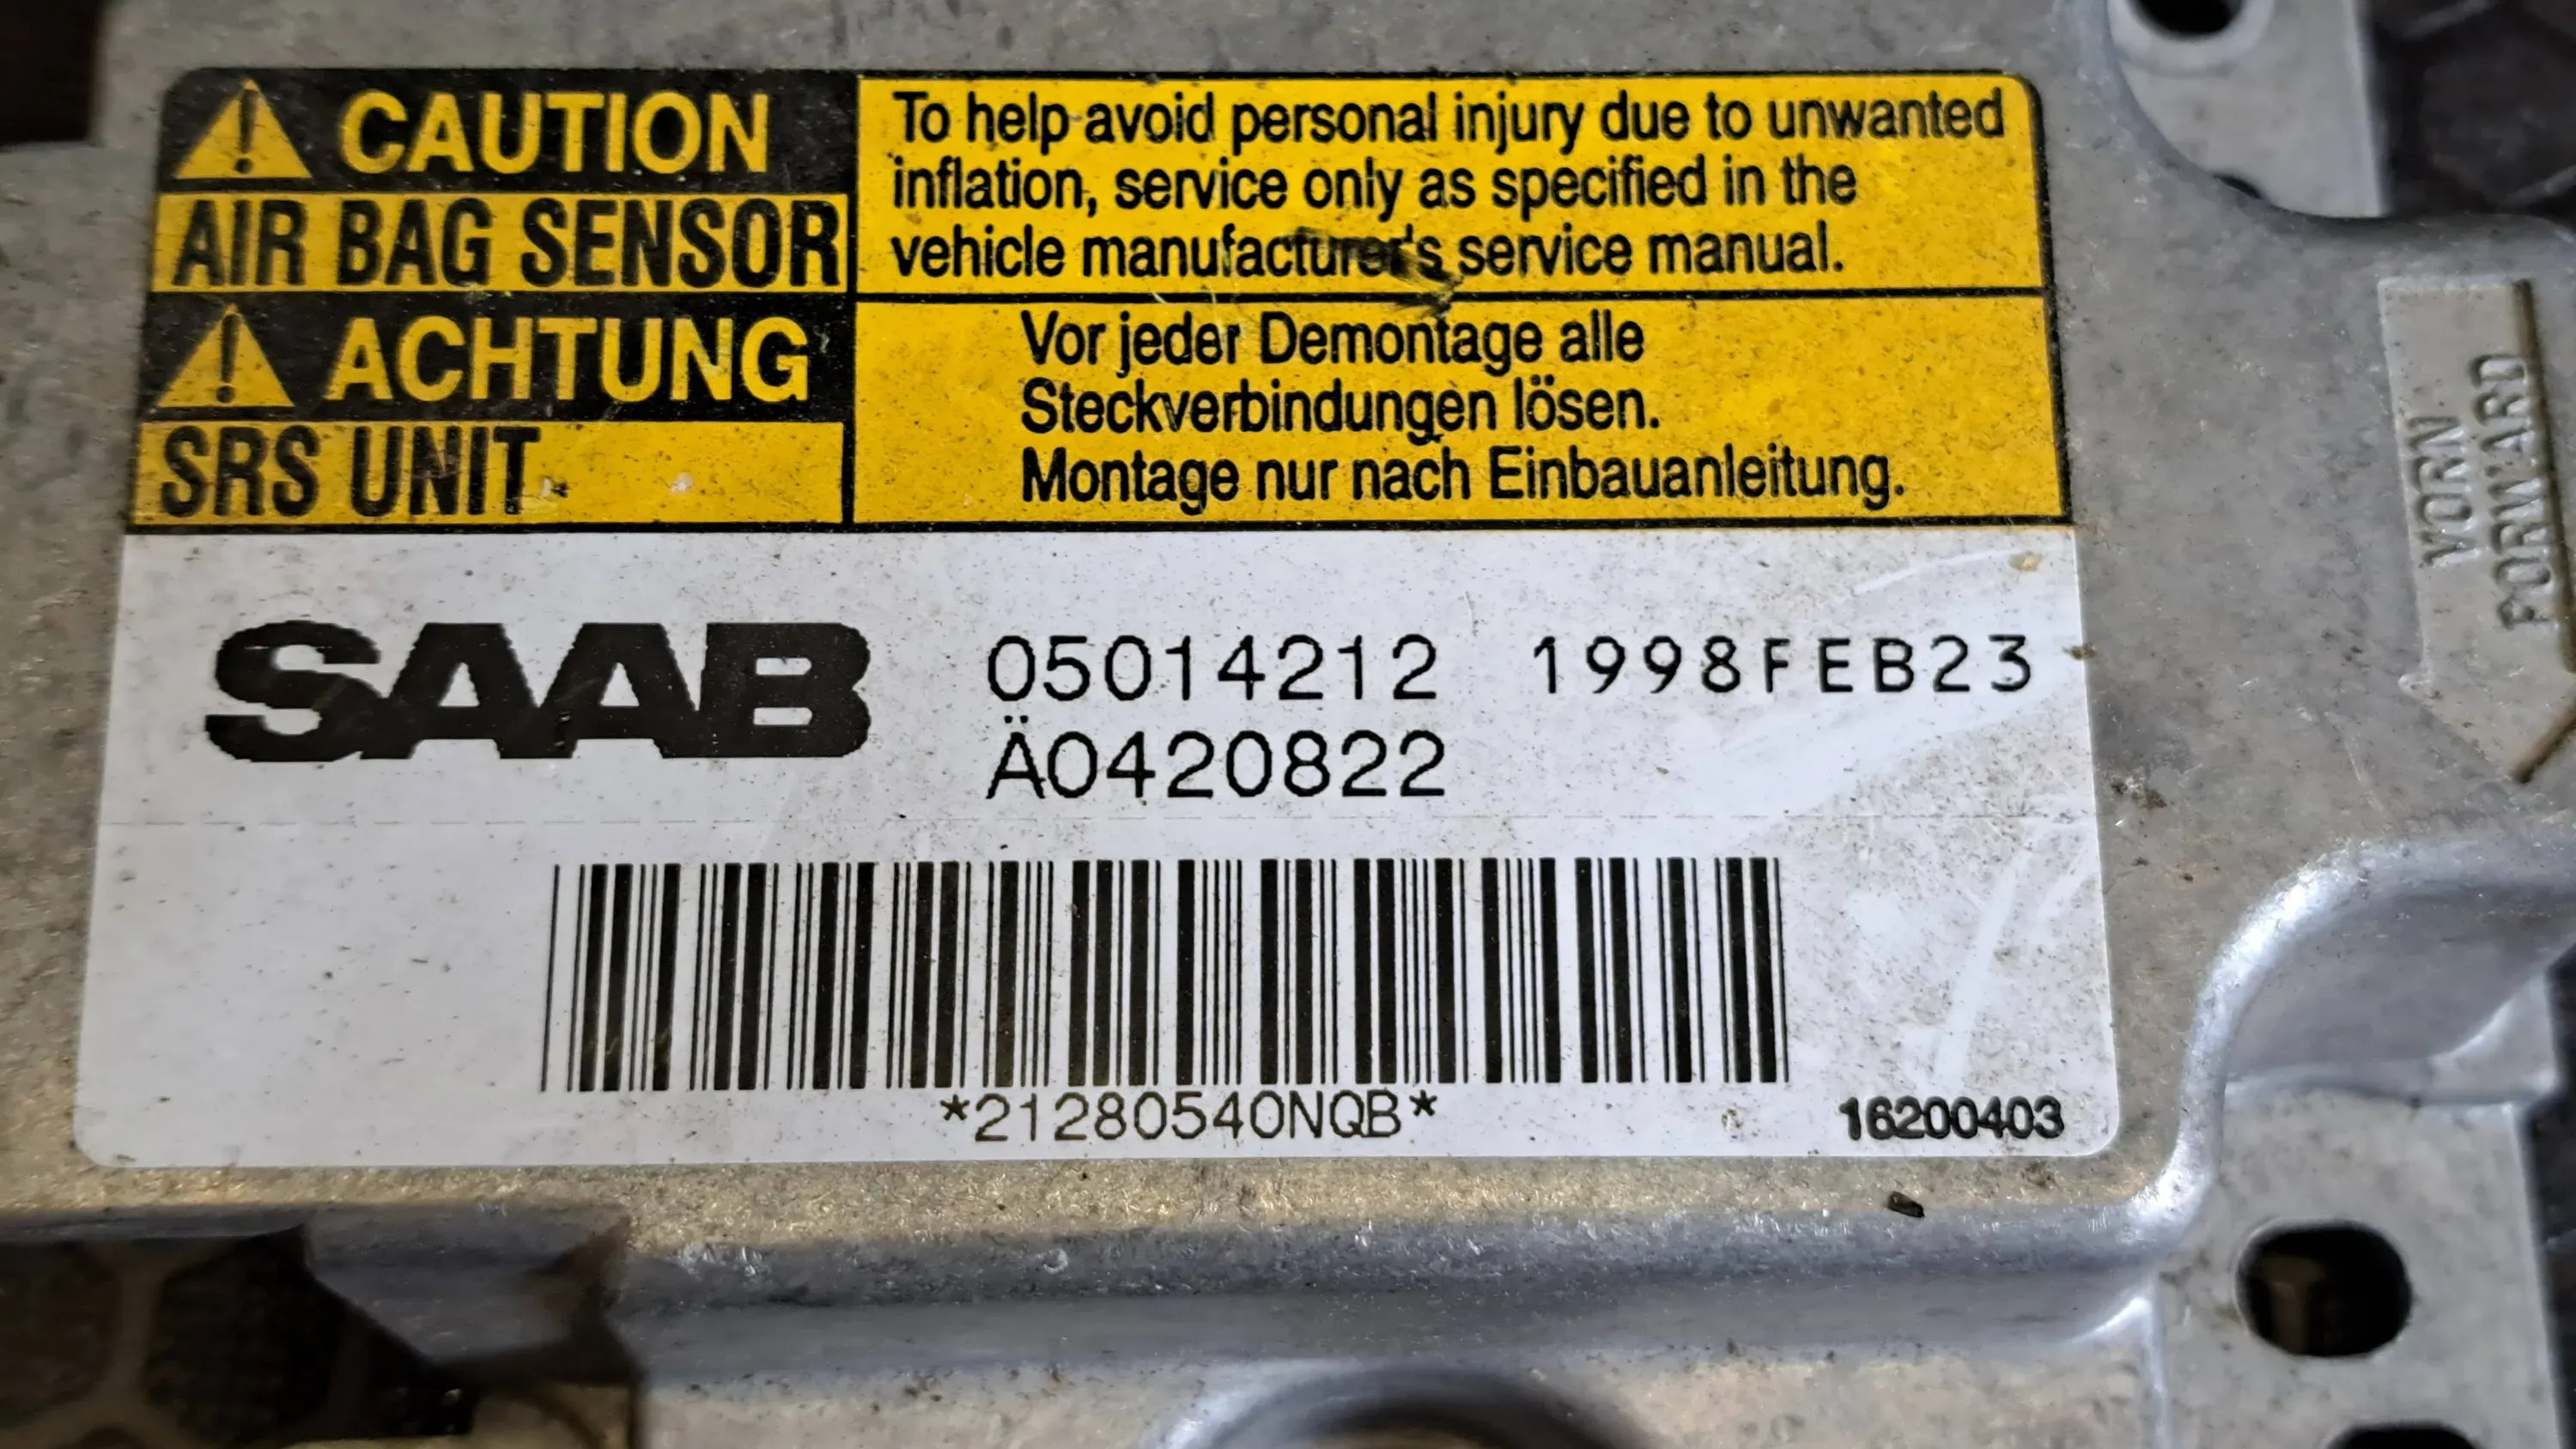 CAUTION
AIR BAG SENSOR
ACHTUNG
SRS UNIT
To help avoid personal injury due to unwanted
inflation, service only as specified in the
vehicle manufacturer's service manual.
Vor jeder Demontage alle
Steckverbindungen lösen.
Montage nur nach Einbauanleitung.
SAAB 05014212 1998FEB23
Ä0420822
*21280540NQB*
16200403
VORN
FORWARD